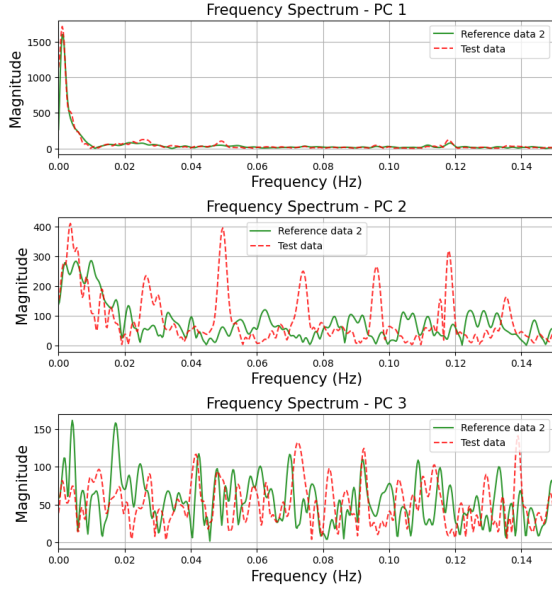 Frequency Spectrum - PC 1
Magnitude
1500
1000
500
0
Reference data 2
Test data
0.00 0.02 0.04 0.06 0.08 0.10 0.12 0.14
Frequency (Hz)
Frequency Spectrum - PC 2
Magnitude
400
300
200
100
0
Reference data 2
Test data
0.00 0.02 0.04 0.06 0.08 0.10 0.12 0.14
Frequency (Hz)
Frequency Spectrum - PC 3
Magnitude
150
100
50
0
Reference data 2
Test data
0.00 0.02 0.04 0.06 0.08 0.10 0.12 0.14
Frequency (Hz)